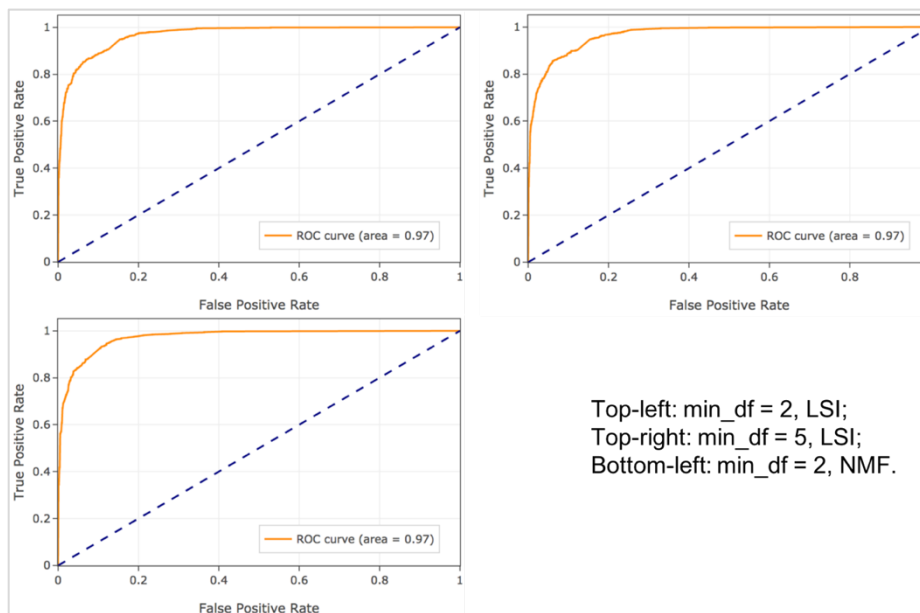 1
0.8
0.6
0.4
0.2
0
True Positive Rate
ROC curve (area = 0.97)
0 0.2 0.4 0.6 0.8 1
False Positive Rate
1
0.8
0.6
0.4
0.2
0
True Positive Rate
ROC curve (area = 0.97)
0 0.2 0.4 0.6 0.8
False Positive Rate
1
0.8
0.6
0.4
0.2
0
True Positive Rate
ROC curve (area = 0.97)
0 0.2 0.4 0.6 0.8 1
False Positive Rate
Top-left: min_df = 2, LSI;
Top-right: min_df = 5, LSI;
Bottom-left: min_df = 2, NMF.